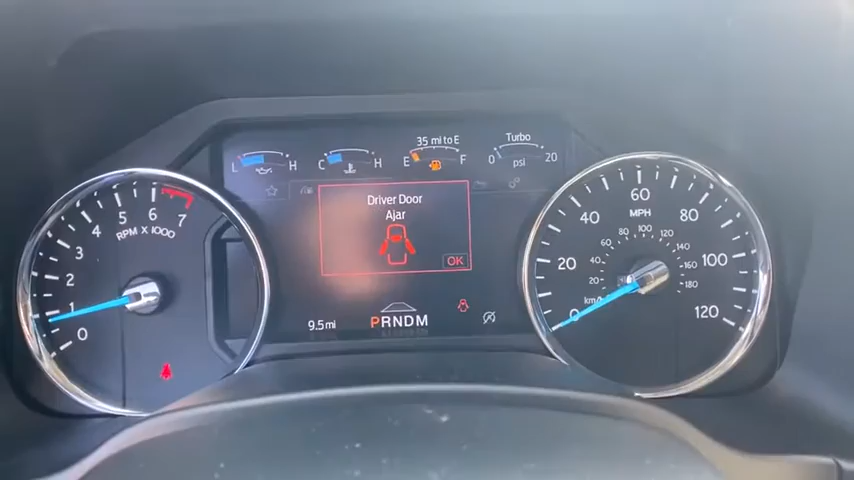 35 mi to E
Turbo
L H
C H
E F
0 psi 20
Driver Door
Ajar
OK
9.5 mi
PRNDM
0 1 2 3 4 5 6 7
RPM X 1000
0 20 40 60 80 100 120
MPH
20 40 60 80 100 120 140 160 180